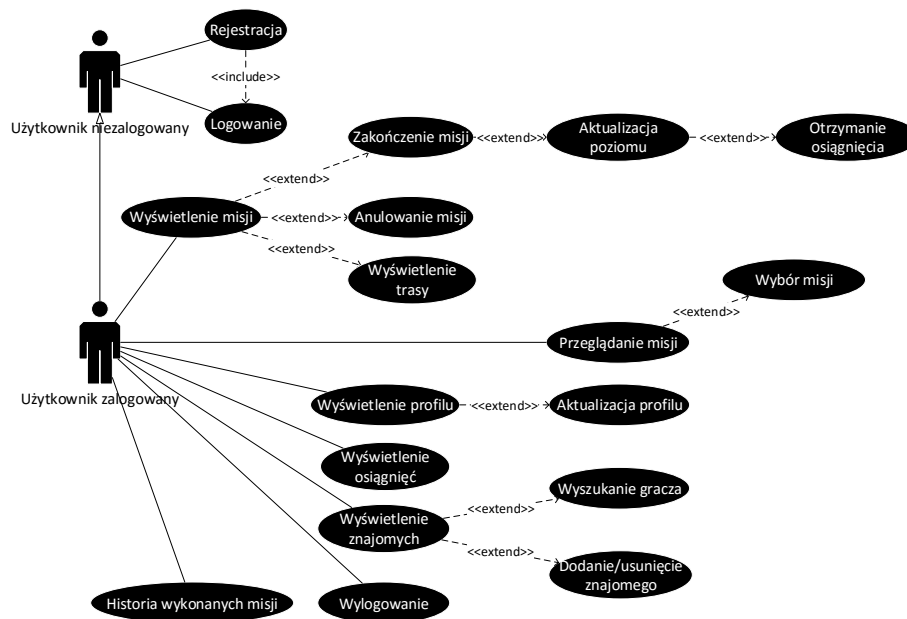 Rejestracja
<<include>>
Użytkownik niezalogowany
Logowanie
Zakończenie misji
<<extend>>
Aktualizacja
poziomu
<<extend>>
Otrzymanie
osiągnięcia
<<extend>>
Wyświetlenie misji
<<extend>>
Anulowanie misji
<<extend>>
Wyświetlenie
trasy
Wybór misji
<<extend>>
Przeglądanie misji
Użytkownik zalogowany
Wyświetlenie profilu
<<extend>>
Aktualizacja profilu
Wyświetlenie
osiągnięć
Wyszukanie gracza
<<extend>>
Wyświetlenie
znajomych
<<extend>>
Dodanie/usunięcie
znajomego
Historia wykonanych misji
Wylogowanie